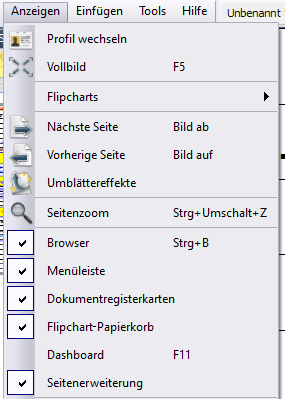 Anzeigen Einfügen Tools Hilfe Unbenannt
Profil wechseln
Vollbild F5
Flipcharts
Nächste Seite Bild ab
Vorherige Seite Bild auf
Umblättereffekte
Seitenzoom Strg+Umschalt+Z
Browser Strg+B
Menüleiste
Dokumentregisterkarten
Flipchart-Papierkorb
Dashboard F11
Seitenerweiterung